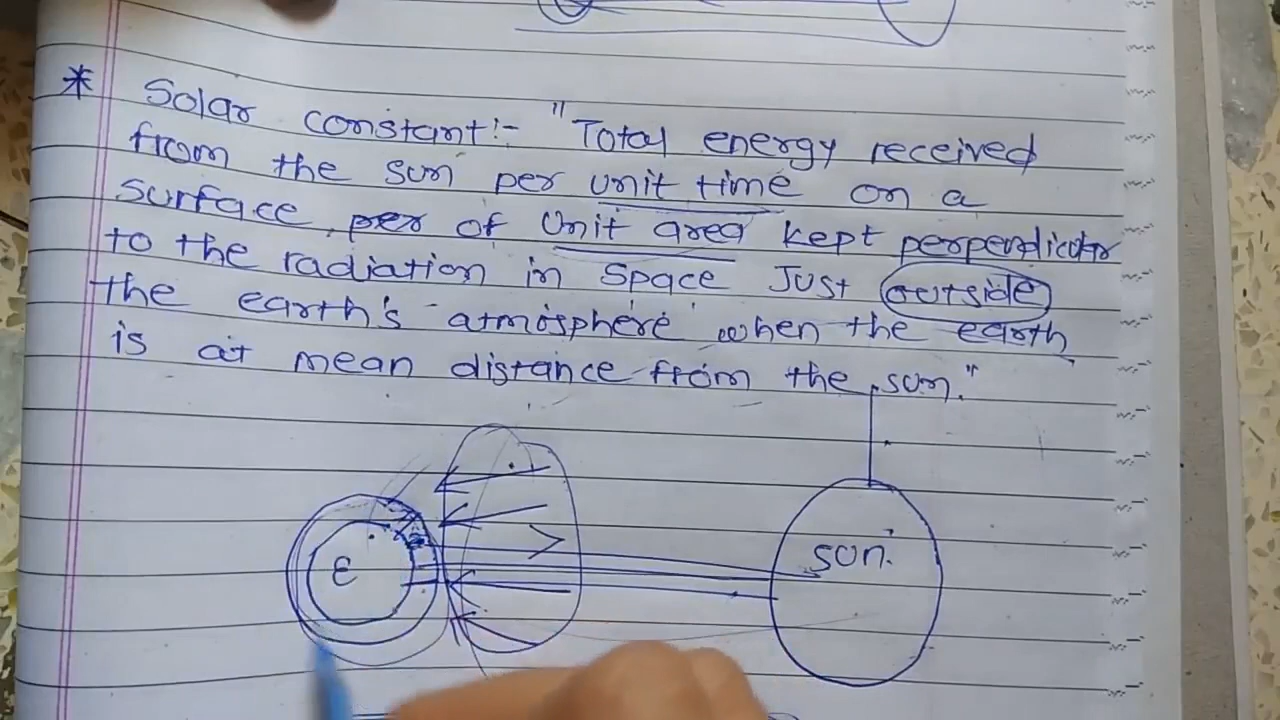 * Solar constant:- "Total energy received
from the sun per unit time on a
surface per of unit area kept perpendicular
to the radiation in space Just outside
the earth's atmosphere when the earth
is at mean distance from the sun."
E
sun.